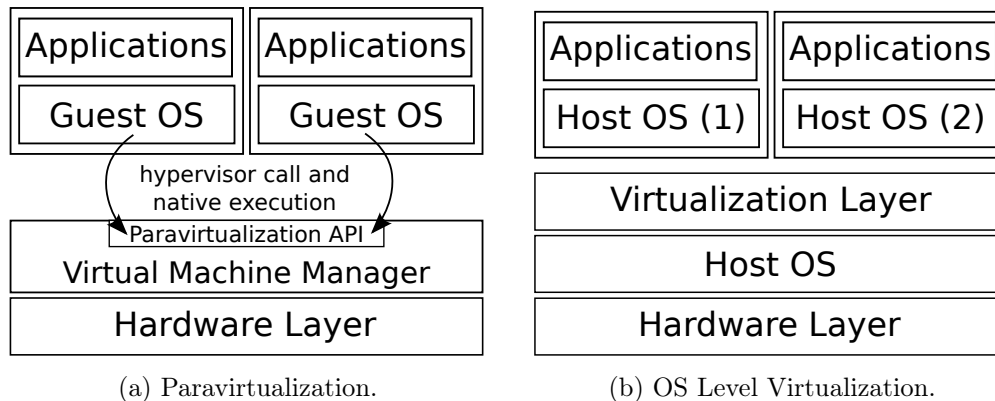 Applications
Applications
Guest OS
Guest OS
hypervisor call and
native execution
Paravirtualization API
Virtual Machine Manager
Hardware Layer
(a) Paravirtualization.
Applications
Applications
Host OS (1)
Host OS (2)
Virtualization Layer
Host OS
Hardware Layer
(b) OS Level Virtualization.